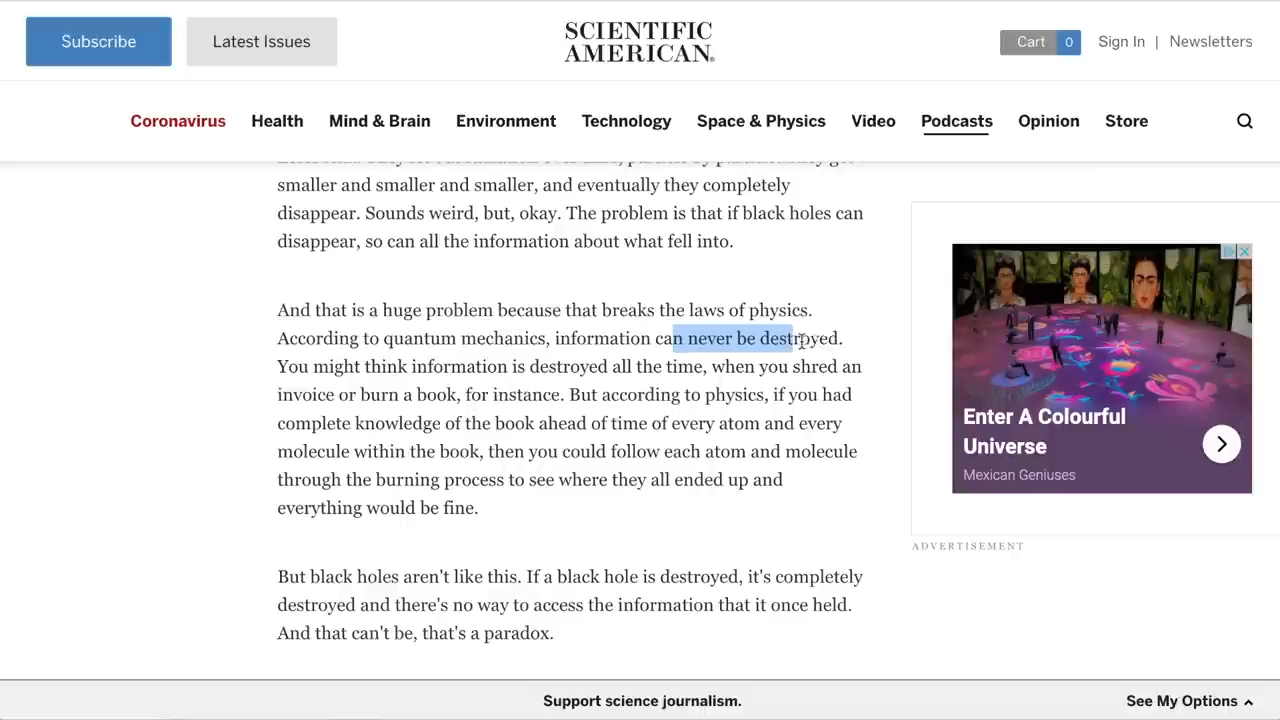 Subscribe
Latest Issues
SCIENTIFIC
AMERICAN®
Cart 0
Sign In | Newsletters
Coronavirus Health Mind & Brain Environment Technology Space & Physics Video Podcasts Opinion Store
smaller and smaller and smaller, and eventually they completely
disappear. Sounds weird, but, okay. The problem is that if black holes can
disappear, so can all the information about what fell into.
And that is a huge problem because that breaks the laws of physics.
According to quantum mechanics, information can never be destroyed.
You might think information is destroyed all the time, when you shred an
invoice or burn a book, for instance. But according to physics, if you had
complete knowledge of the book ahead of time of every atom and every
molecule within the book, then you could follow each atom and molecule
through the burning process to see where they all ended up and
everything would be fine.
But black holes aren't like this. If a black hole is destroyed, it's completely
destroyed and there's no way to access the information that it once held.
And that can't be, that's a paradox.
Enter A Colourful
Universe
Mexican Geniuses
ADVERTISEMENT
Support science journalism.
See My Options